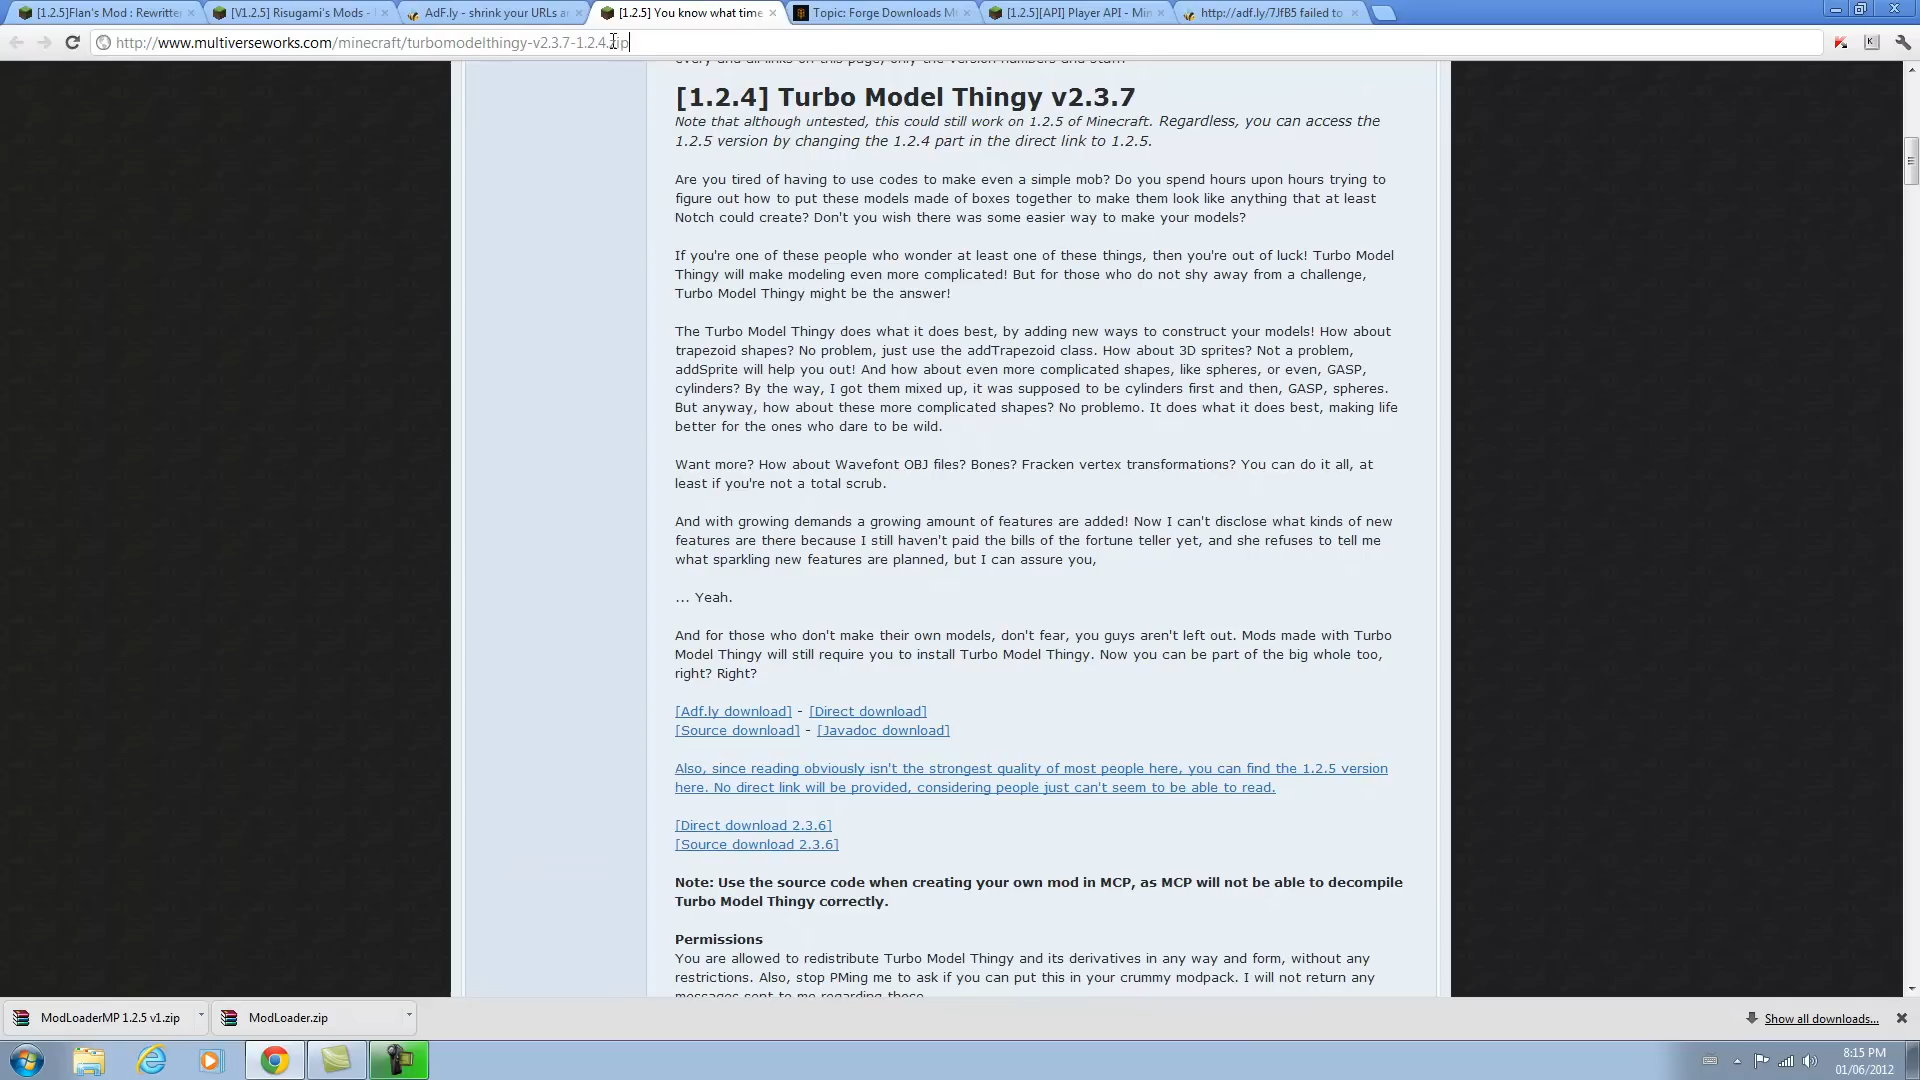 [1.2.5]Flan's Mod : Rewritten
[V1.2.5] Risugami's Mods -
AdF.ly - shrink your URLs a
[1.2.5] You know what time
Topic: Forge Downloads M
[1.2.5][API] Player API - Min
http://adf.ly/7JfB5 failed to
http://www.multiverseworks.com/minecraft/turbomodelthingy-v2.3.7-1.2.4.zip
every and all links on this page, only the version numbers and stuff
[1.2.4] Turbo Model Thingy v2.3.7
Note that although untested, this could still work on 1.2.5 of Minecraft. Regardless, you can access the
1.2.5 version by changing the 1.2.4 part in the direct link to 1.2.5.
Are you tired of having to use codes to make even a simple mob? Do you spend hours upon hours trying to
figure out how to put these models made of boxes together to make them look like anything that at least
Notch could create? Don't you wish there was some easier way to make your models?
If you're one of these people who wonder at least one of these things, then you're out of luck! Turbo Model
Thingy will make modeling even more complicated! But for those who do not shy away from a challenge,
Turbo Model Thingy might be the answer!
The Turbo Model Thingy does what it does best, by adding new ways to construct your models! How about
trapezoid shapes? No problem, just use the addTrapezoid class. How about 3D sprites? Not a problem,
addSprite will help you out! And how about even more complicated shapes, like spheres, or even, GASP,
cylinders? By the way, I got them mixed up, it was supposed to be cylinders first and then, GASP, spheres.
But anyway, how about these more complicated shapes? No problemo. It does what it does best, making life
better for the ones who dare to be wild.
Want more? How about Wavefont OBJ files? Bones? Fracken vertex transformations? You can do it all, at
least if you're not a total scrub.
And with growing demands a growing amount of features are added! Now I can't disclose what kinds of new
features are there because I still haven't paid the bills of the fortune teller yet, and she refuses to tell me
what sparkling new features are planned, but I can assure you,
... Yeah.
And for those who don't make their own models, don't fear, you guys aren't left out. Mods made with Turbo
Model Thingy will still require you to install Turbo Model Thingy. Now you can be part of the big whole too,
right? Right?
[Adf.ly download] - [Direct download]
[Source download] - [Javadoc download]
Also, since reading obviously isn't the strongest quality of most people here, you can find the 1.2.5 version
here. No direct link will be provided, considering people just can't seem to be able to read.
[Direct download 2.3.6]
[Source download 2.3.6]
Note: Use the source code when creating your own mod in MCP, as MCP will not be able to decompile
Turbo Model Thingy correctly.
Permissions
You are allowed to redistribute Turbo Model Thingy and its derivatives in any way and form, without any
restrictions. Also, stop PMing me to ask if you can put this in your crummy modpack. I will not return any
messages sent to me regarding those.
ModLoaderMP 1.2.5 v1.zip
ModLoader.zip
Show all downloads...
8:15 PM
01/06/2012